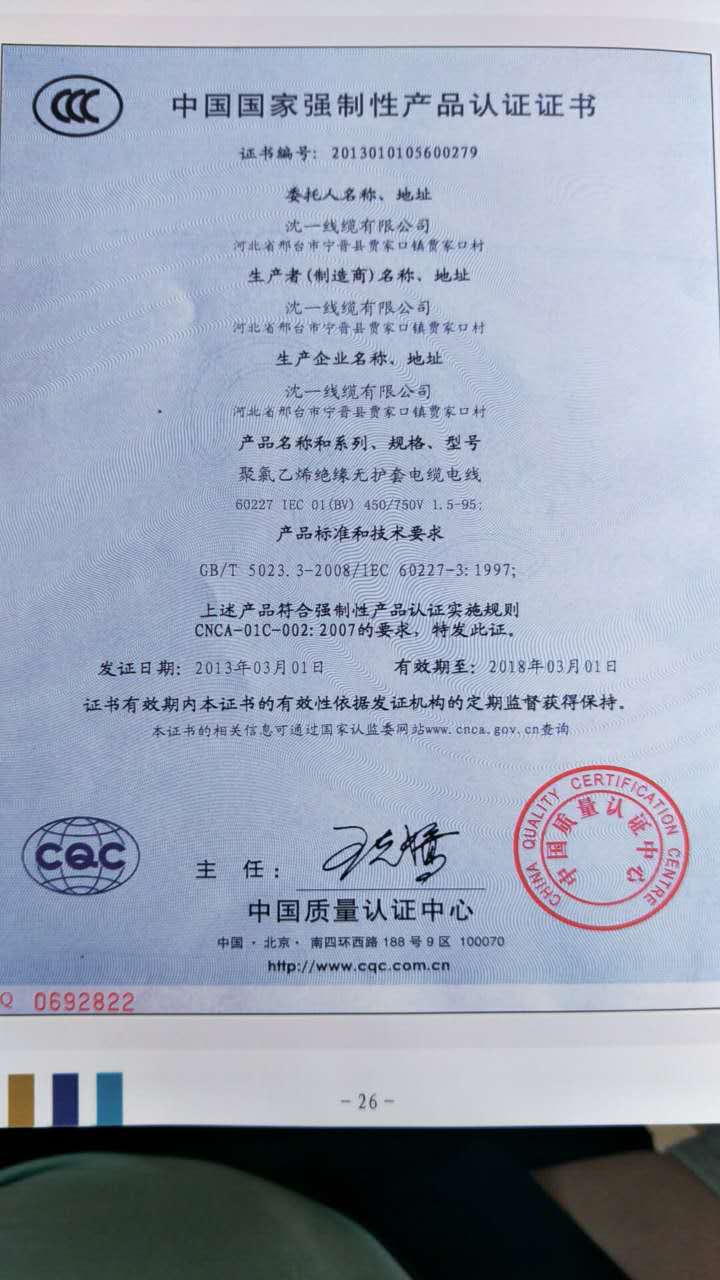 CCC
中国国家强制性产品认证证书
证书编号: 2013010105600279
委托人名称、地址
沈一线缆有限公司
河北省邢台市宁晋县贾家口镇贾家口村
生产者(制造商)名称、地址
沈一线缆有限公司
河北省邢台市宁晋县贾家口镇贾家口村
生产企业名称、地址
沈一线缆有限公司
河北省邢台市宁晋县贾家口镇贾家口村
产品名称和系列、规格、型号
聚氯乙烯绝缘无护套电缆电线
60227 IEC 01(BV) 450/750V 1.5-95;
产品标准和技术要求
GB/T 5023.3-2008/IEC 60227-3:1997;
上述产品符合强制性产品认证实施规则
CNCA-01C-002:2007的要求, 特发此证。
发证日期: 2013年03月01日 有效期至: 2018年03月01日
证书有效期内本证书的有效性依据发证机构的定期监督获得保持。
本证书的相关信息可通过国家认监委网站www.cnca.gov.cn查询
CHINA QUALITY CERTIFICATION CENTRE
中国质量认证中心
CQC
主 任:
中国质量认证中心
中国·北京·南四环西路 188 号 9 区 100070
http://www.cqc.com.cn
Q 0692822
-26-